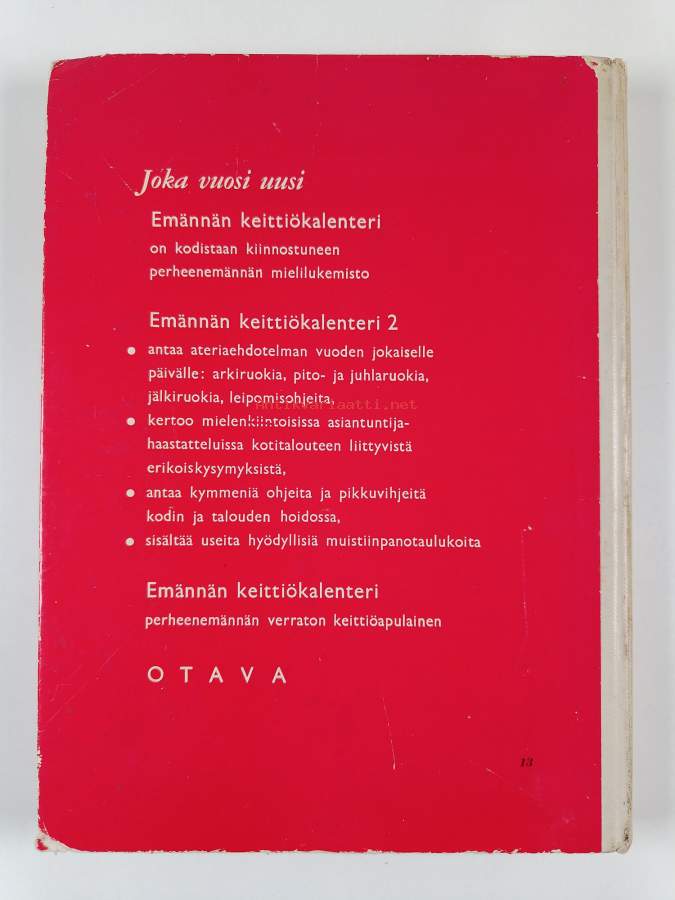 Joka vuosi uusi
Emännän keittiökalenteri
on kodistaan kiinnostuneen
perheenemännän mielilukemisto
Emännän keittiökalenteri 2
• antaa ateriaehdotelman vuoden jokaiselle
päivälle: arkiruokia, pito- ja juhlaruokia,
jälkiruokia, leipomisohjeita,
Antikvariaatti.net
• kertoo mielenkiintoisissa asiantuntija-
haastatteluissa kotitalouteen liittyvistä
erikoiskysymyksistä,
• antaa kymmeniä ohjeita ja pikkuvihjeitä
kodin ja talouden hoidossa,
• sisältää useita hyödyllisiä muistiinpanotaulukoita
Emännän keittiökalenteri
perheenemännän verraton keittiöapulainen
OTAVA
13